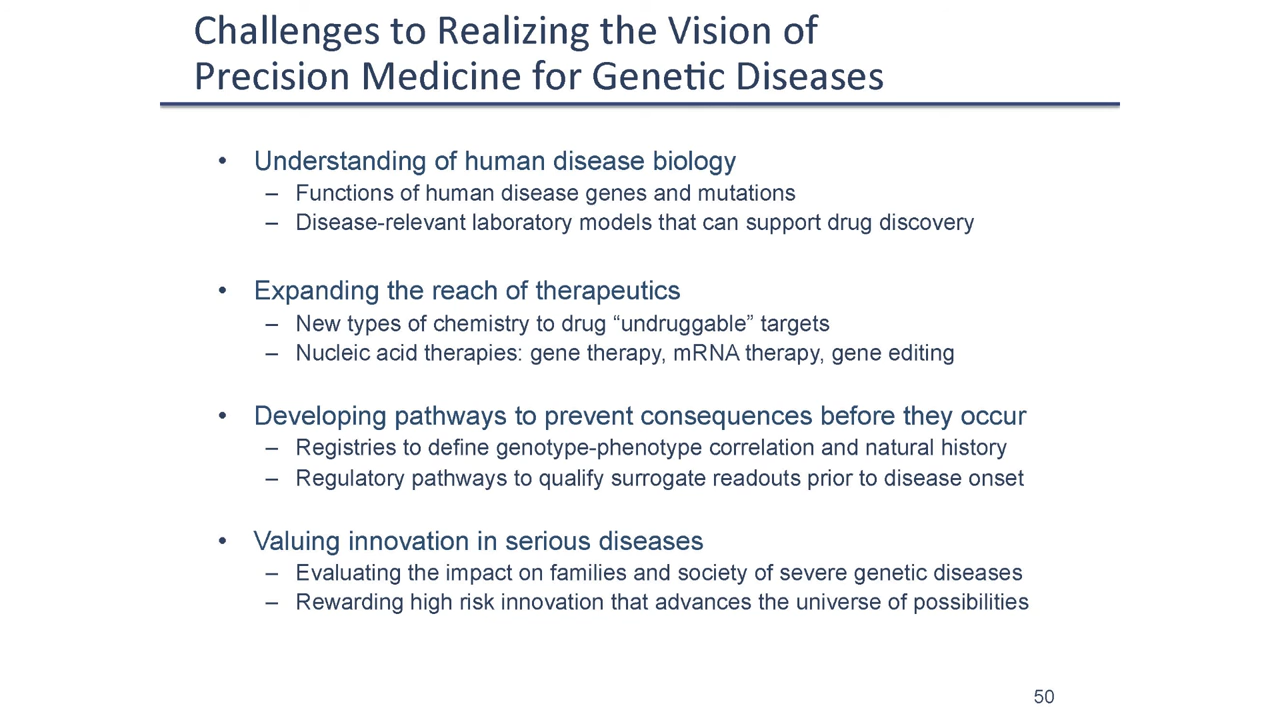 Challenges to Realizing the Vision of
Precision Medicine for Genetic Diseases
• Understanding of human disease biology
– Functions of human disease genes and mutations
– Disease-relevant laboratory models that can support drug discovery
• Expanding the reach of therapeutics
– New types of chemistry to drug “undruggable” targets
– Nucleic acid therapies: gene therapy, mRNA therapy, gene editing
• Developing pathways to prevent consequences before they occur
– Registries to define genotype-phenotype correlation and natural history
– Regulatory pathways to qualify surrogate readouts prior to disease onset
• Valuing innovation in serious diseases
– Evaluating the impact on families and society of severe genetic diseases
– Rewarding high risk innovation that advances the universe of possibilities
50